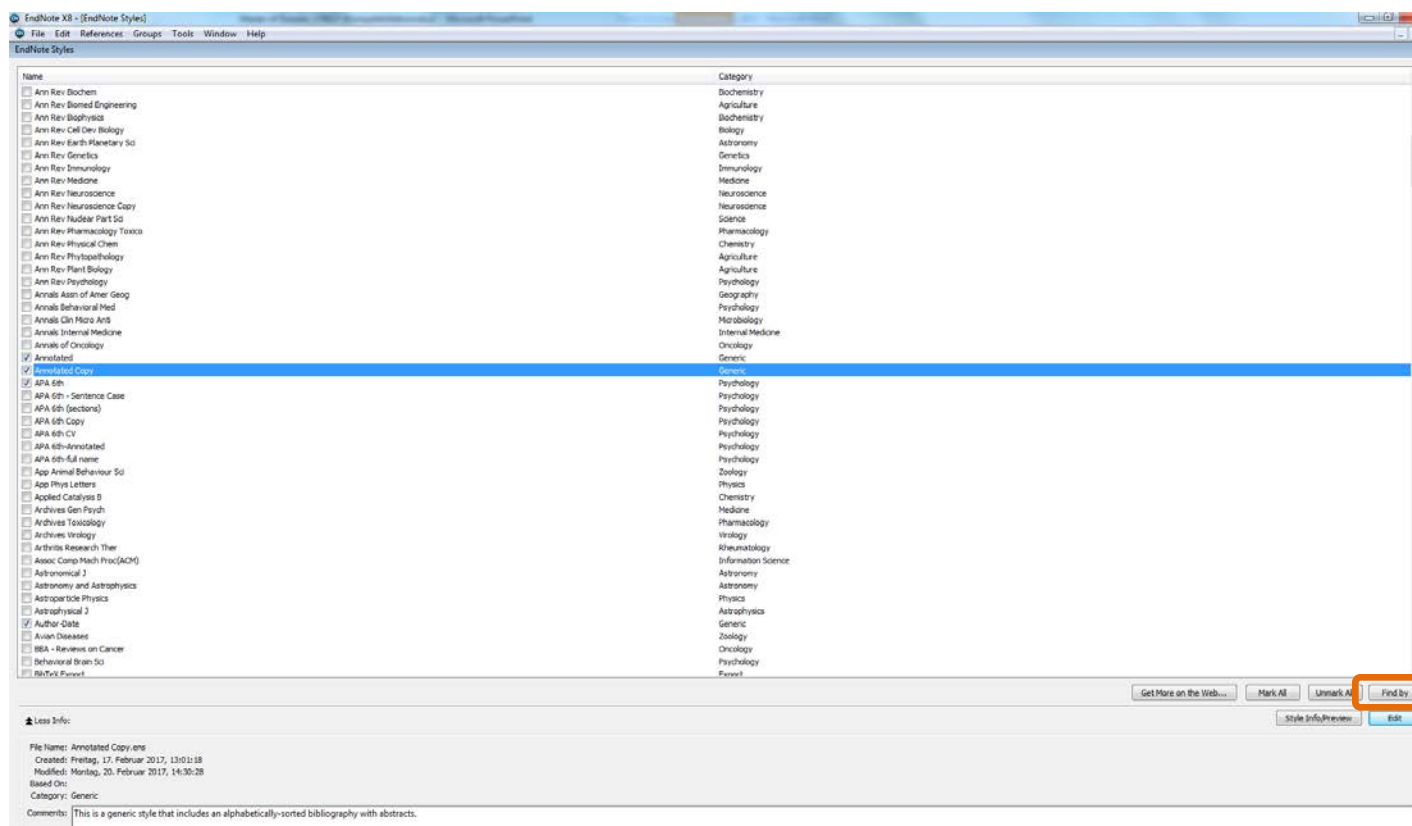 EndNote X8 - [EndNote Styles]
File Edit References Groups Tools Window Help
EndNote Styles
Name Category
Ann Rev Biochem Biochemistry
Ann Rev Biomed Engineering Agriculture
Ann Rev Biophysics Biochemistry
Ann Rev Cell Dev Biology Biology
Ann Rev Earth Planetary Sci Astronomy
Ann Rev Genetics Genetics
Ann Rev Immunology Immunology
Ann Rev Medicine Medicine
Ann Rev Neuroscience Neuroscience
Ann Rev Neuroscience Copy Neuroscience
Ann Rev Nuclear Part Sci Science
Ann Rev Pharmacology Toxico Pharmacology
Ann Rev Physical Chem Chemistry
Ann Rev Phytopathology Agriculture
Ann Rev Plant Biology Agriculture
Ann Rev Psychology Psychology
Annals Assn of Amer Geog Geography
Annals Behavioral Med Psychology
Annals Clin Micro Anti Microbiology
Annals Internal Medicine Internal Medicine
Annals of Oncology Oncology
Annotated Generic
Annotated Copy Generic
APA 6th Psychology
APA 6th - Sentence Case Psychology
APA 6th (sections) Psychology
APA 6th Copy Psychology
APA 6th CV Psychology
APA 6th-Annotated Psychology
APA 6th-full name Psychology
App Animal Behaviour Sci Zoology
App Phys Letters Physics
Applied Catalysis B Chemistry
Archives Gen Psych Medicine
Archives Toxicology Pharmacology
Archives Virology Virology
Arthritis Research Ther Rheumatology
Assoc Comp Mach Proc(ACM) Information Science
Astronomical J Astronomy
Astronomy and Astrophysics Astronomy
Astroparticle Physics Physics
Astrophysical J Astrophysics
Author-Date Generic
Avian Diseases Zoology
BBA - Reviews on Cancer Oncology
Behavioral Brain Sci Psychology
BibTeX Export Export
Get More on the Web... Mark All Unmark All Find by
Less Info: Style Info/Preview Edit
File Name: Annotated Copy.ens
Created: Freitag, 17. Februar 2017, 13:01:18
Modified: Montag, 20. Februar 2017, 14:30:28
Based On:
Category: Generic
Comments: This is a generic style that includes an alphabetically-sorted bibliography with abstracts.